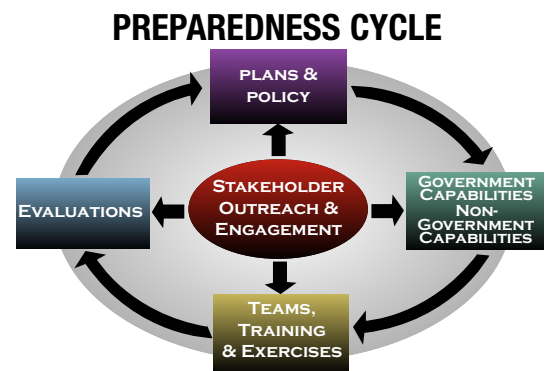 PREPAREDNESS CYCLE
PLANS &
POLICY
GOVERNMENT
CAPABILITIES
NON-
GOVERNMENT
CAPABILITIES
STAKEHOLDER
OUTREACH &
ENGAGEMENT
EVALUATIONS
TEAMS,
TRAINING
& EXERCISES